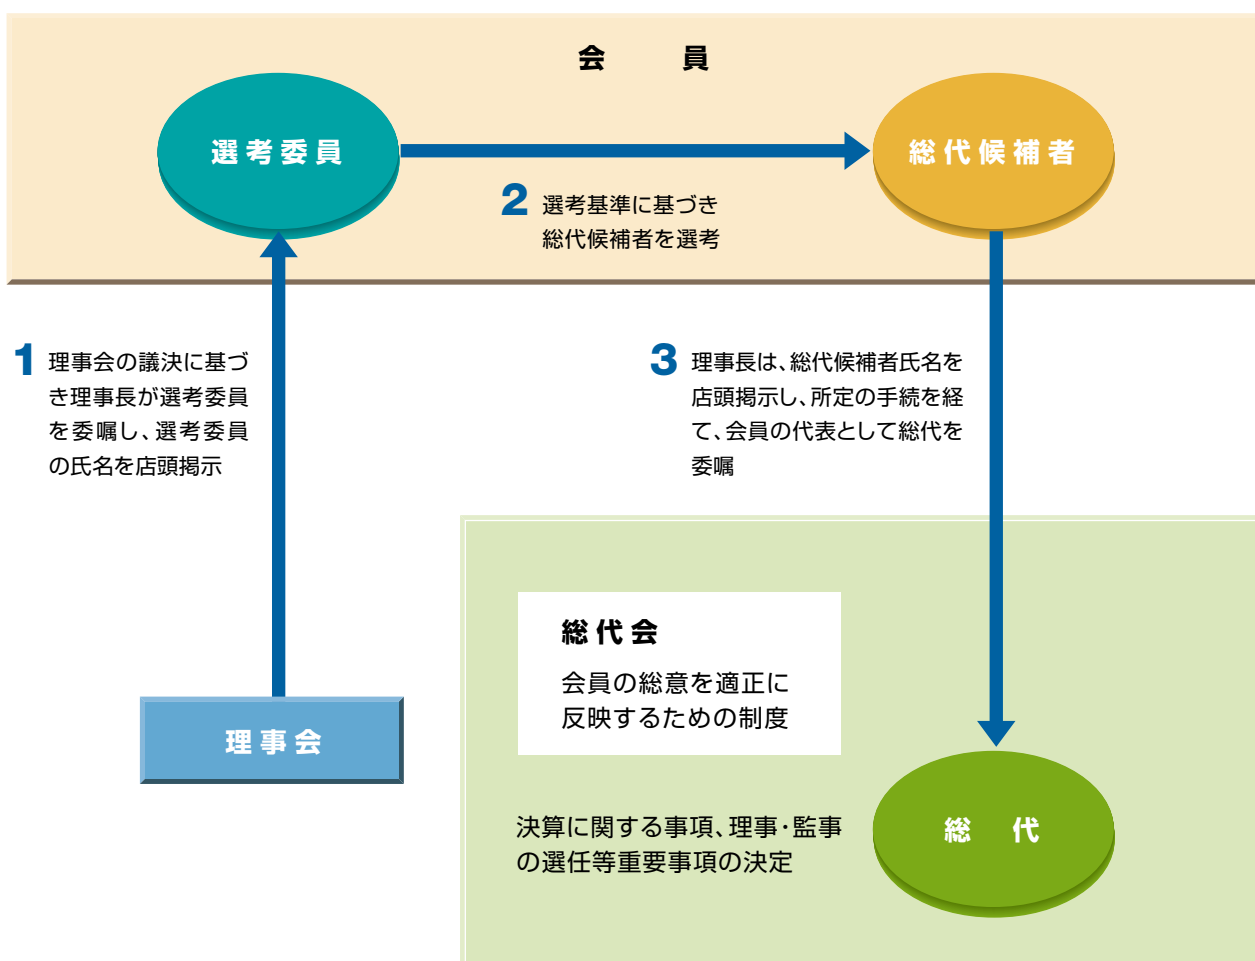 会員
選考委員
総代候補者
2 選考基準に基づき
総代候補者を選考
1 理事会の議決に基づ
き理事長が選考委員
を委嘱し、選考委員
の氏名を店頭掲示
3 理事長は、総代候補者氏名を
店頭掲示し、所定の手続を経
て、会員の代表として総代を
委嘱
総代会
会員の総意を適正に
反映するための制度
理事会
決算に関する事項、理事・監事
の選任等重要事項の決定
総代